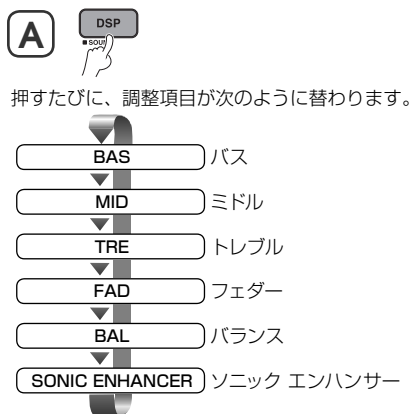 A
DSP
■ SOU
押すたびに、調整項目が次のように替わります。
BAS バス
MID ミドル
TRE トレブル
FAD フェダー
BAL バランス
SONIC ENHANCER ソニック エンハンサー